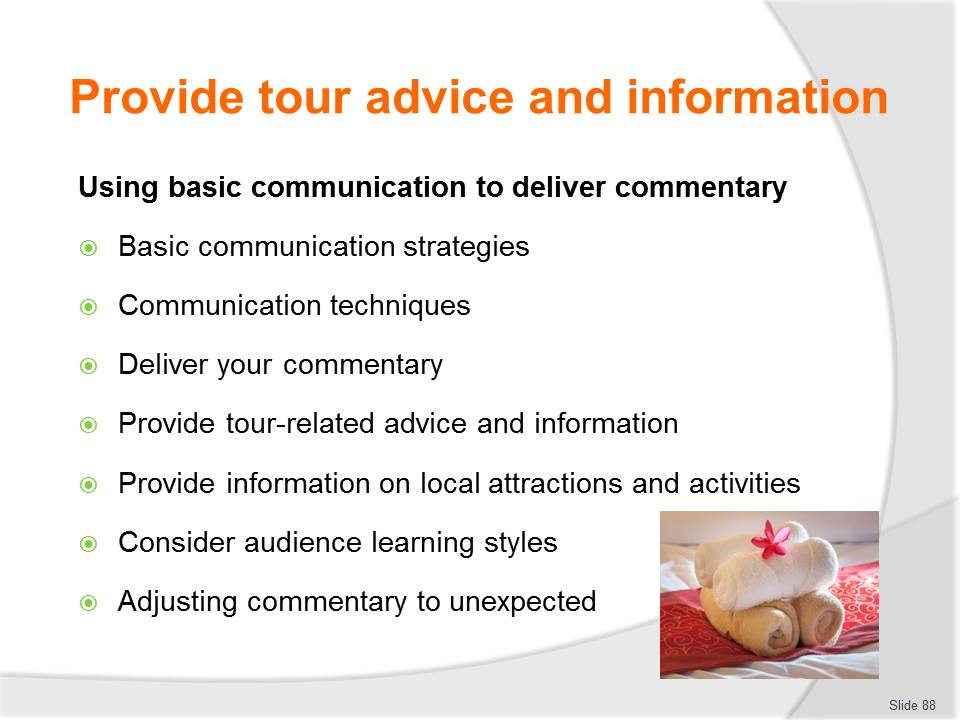 Provide tour advice and information
Using basic communication to deliver commentary
Basic communication strategies
Communication techniques
Deliver your commentary
Provide tour-related advice and information
Provide information on local attractions and activities
Consider audience learning styles
Adjusting commentary to unexpected
Slide 88